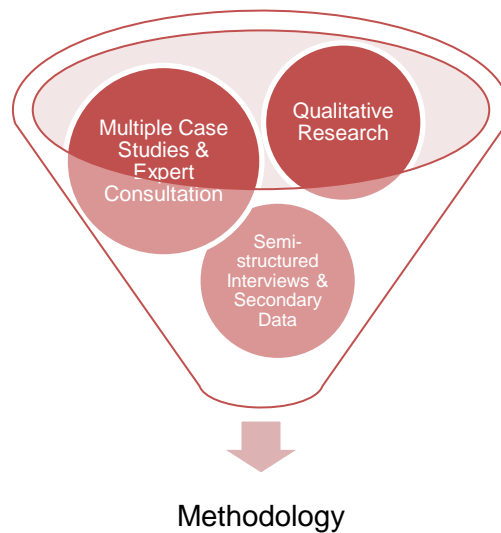 Multiple Case
Studies &
Expert
Consultation
Qualitative
Research
Semi-
structured
Interviews &
Secondary
Data
Methodology